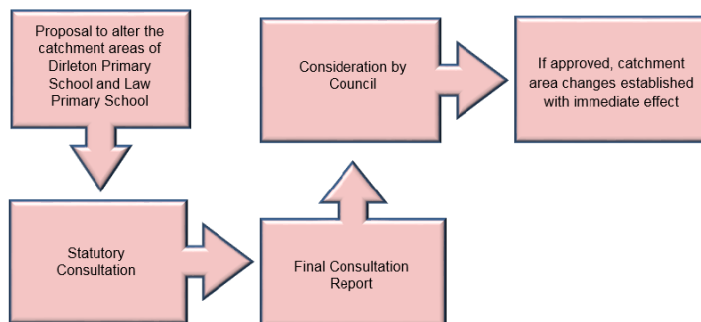 Proposal to alter the
catchment areas of
Dirleton Primary
School and Law
Primary School
Statutory
Consultation
Final Consultation
Report
Consideration by
Council
If approved, catchment
area changes established
with immediate effect